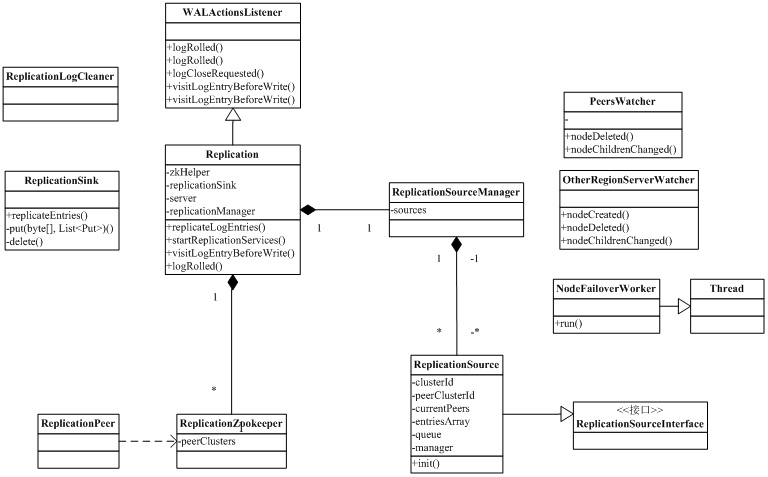 WALActionsListener
+logRolled()
+logRolled()
+logCloseRequested()
+visitLogEntryBeforeWrite()
+visitLogEntryBeforeWrite()
ReplicationLogCleaner
PeersWatcher
-
+nodeDeleted()
+nodeChildrenChanged()
Replication
-zkHelper
-replicationSink
-server
-replicationManager
+replicateLogEntries()
+startReplicationServices()
+visitLogEntryBeforeWrite()
+logRolled()
ReplicationSink
+replicateEntries()
-put(byte[], List<Put>)()
-delete()
ReplicationSourceManager
-sources
OtherRegionServerWatcher
+nodeCreated()
+nodeDeleted()
+nodeChildrenChanged()
1
1
1
-1
NodeFailoverWorker
+run()
Thread
1
*
*
-*
ReplicationSource
-clusterId
-peerClusterId
-currentPeers
-entriesArray
-queue
-manager
+init()
<<接口>>
ReplicationSourceInterface
ReplicationPeer
ReplicationZpokeeper
-peerClusters